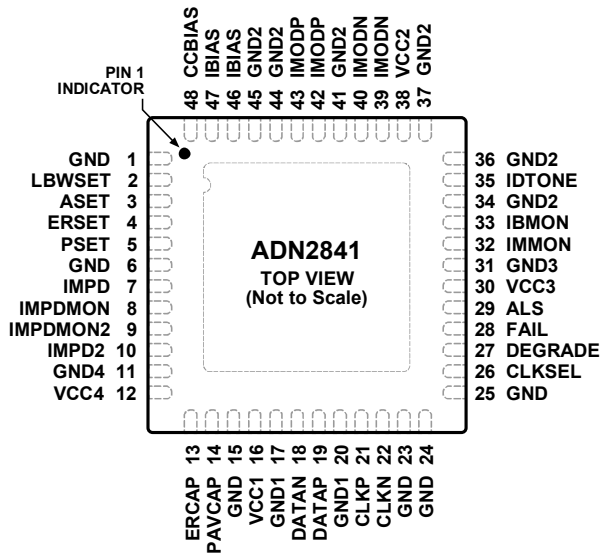 48 CCBIAS
47 IBIAS
46 IBIAS
45 GND2
44 GND2
43 IMODP
42 IMODP
41 GND2
40 IMODN
39 IMODN
38 VCC2
37 GND2
PIN 1
INDICATOR
GND 1
LBWSET 2
ASET 3
ERSET 4
PSET 5
GND 6
IMPD 7
IMPDMON 8
IMPDMON2 9
IMPD2 10
GND4 11
VCC4 12
ADN2841
TOP VIEW
(Not to Scale)
36 GND2
35 IDTONE
34 GND2
33 IBMON
32 IMMON
31 GND3
30 VCC3
29 ALS
28 FAIL
27 DEGRADE
26 CLKSEL
25 GND
ERCAP 13
PAVCAP 14
GND 15
VCC1 16
GND1 17
DATAN 18
DATAP 19
GND1 20
CLKP 21
CLKN 22
GND 23
GND 24